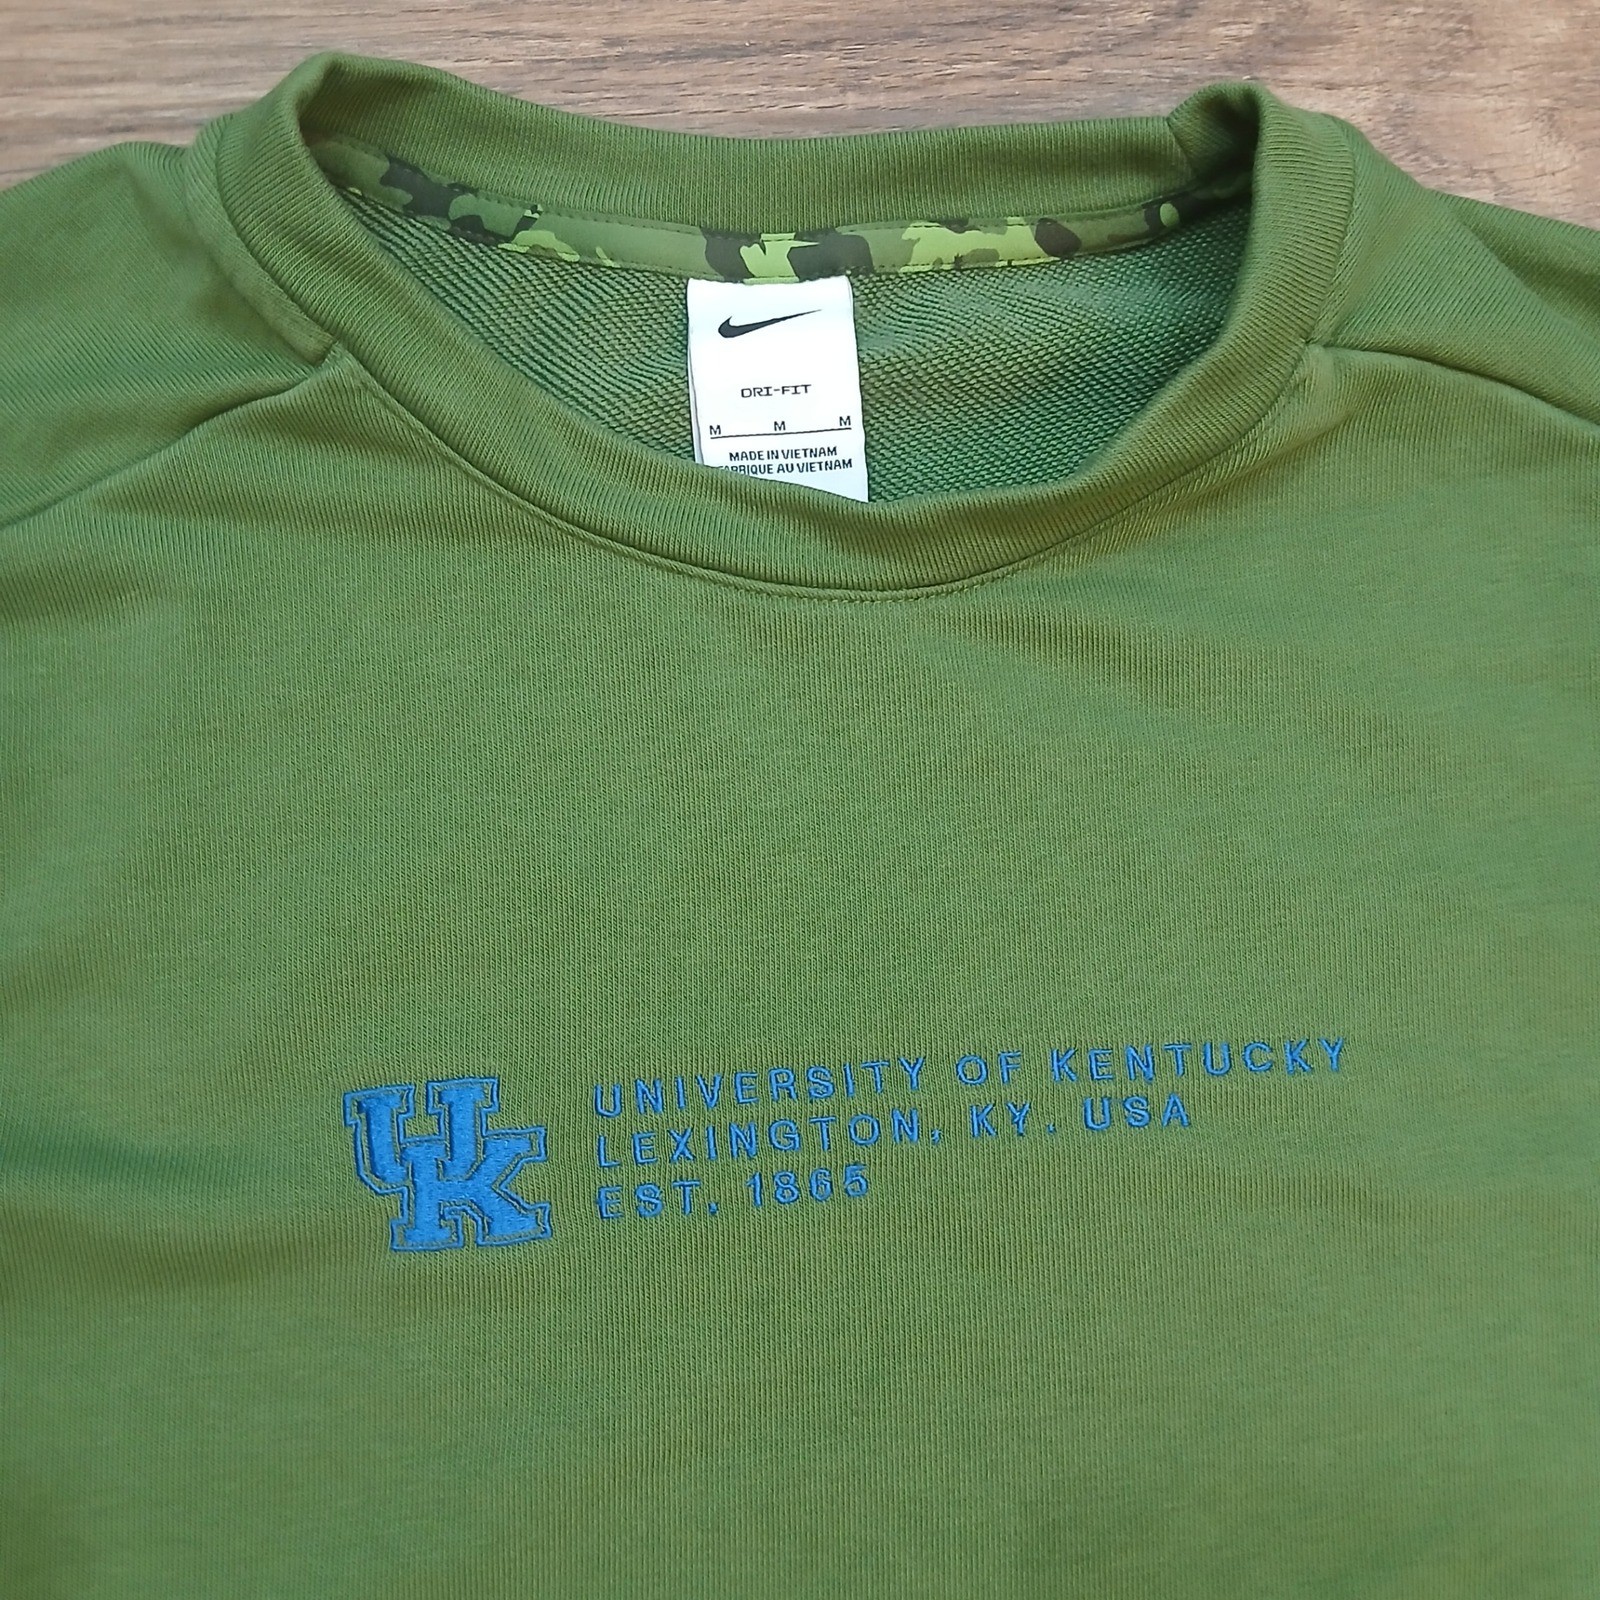 DRI-FIT
M M M
MADE IN VIETNAM
FABRIQUE AU VIETNAM
UK
UNIVERSITY OF KENTUCKY
LEXINGTON, KY. USA
EST. 1865